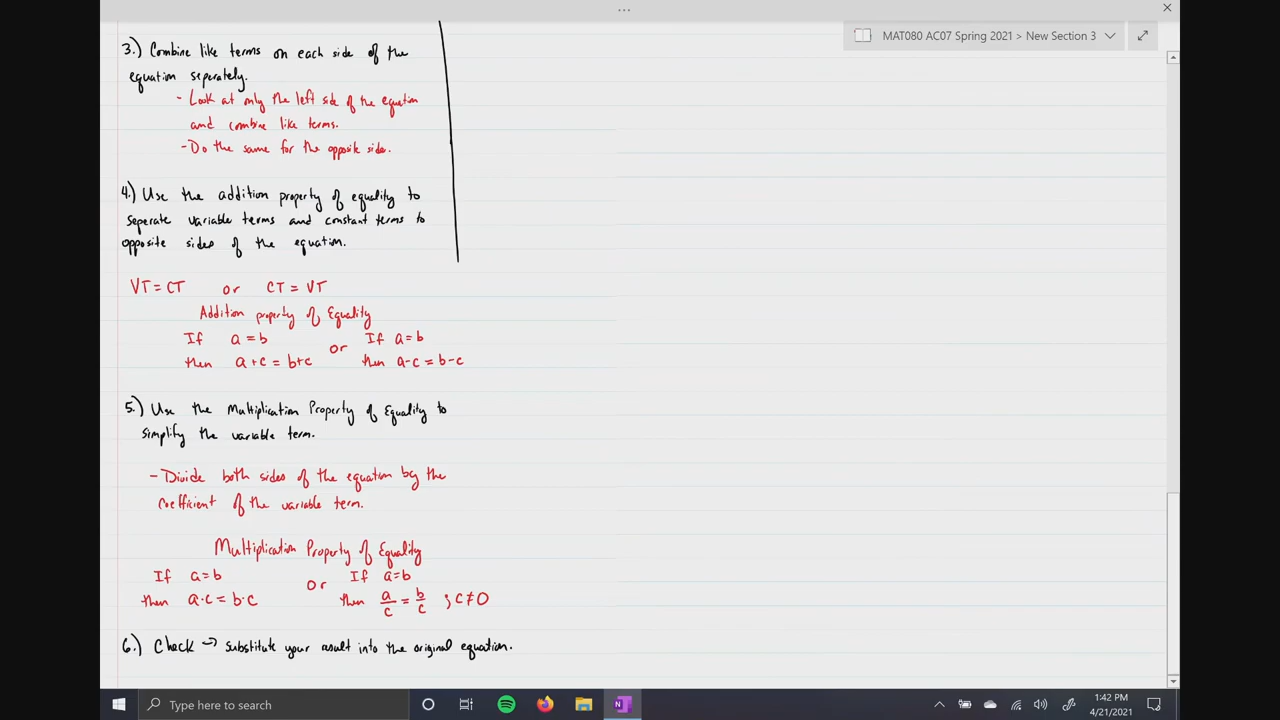 MAT080 AC07 Spring 2021 > New Section 3
3.) Combine like terms on each side of the
equation seperately.
- Look at only the left side of the equation
and combine like terms.
- Do the same for the opposite side.
4.) Use the addition property of equality to
seperate variable terms and constant terms to
opposite sides of the equation.
VT = CT or CT = VT
Addition property of Equality
If a = b or If a = b
then a + c = b + c then a - c = b - c
5.) Use the Multiplication Property of Equality to
simplify the variable term.
- Divide both sides of the equation by the
coefficient of the variable term.
Multiplication Property of Equality
If a = b or If a = b
then a · c = b · c then a/c = b/c ; c ≠ 0
6.) Check → substitute your result into the original equation.
Type here to search
1:42 PM
4/21/2021